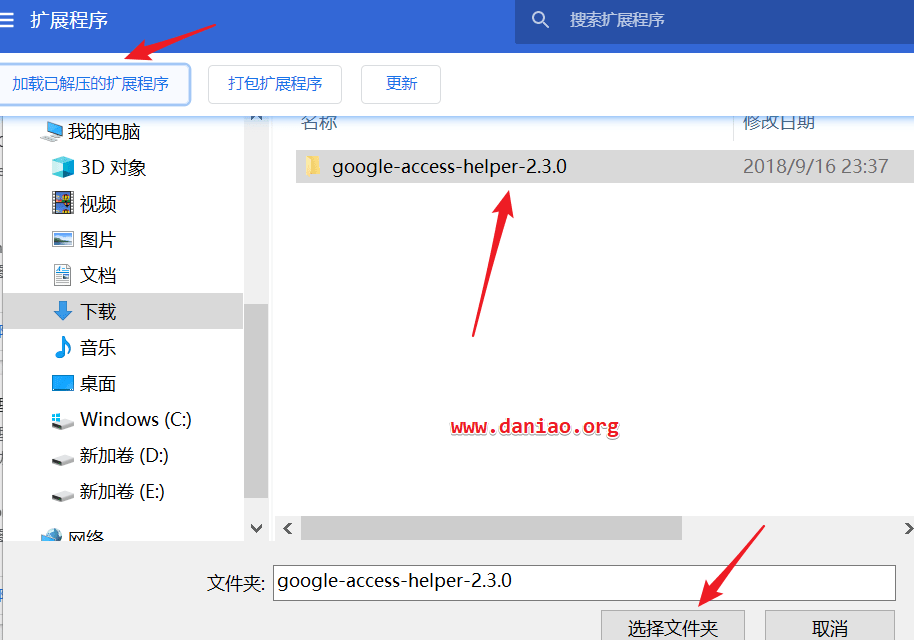 扩展程序
搜索扩展程序
加载已解压的扩展程序
打包扩展程序
更新
名称
修改日期
我的电脑
google-access-helper-2.3.0
2018/9/16 23:37
3D 对象
视频
图片
文档
下载
音乐
桌面
Windows (C:)
www.daniao.org
新加卷 (D:)
新加卷 (E:)
网络
文件夹:
google-access-helper-2.3.0
选择文件夹
取消